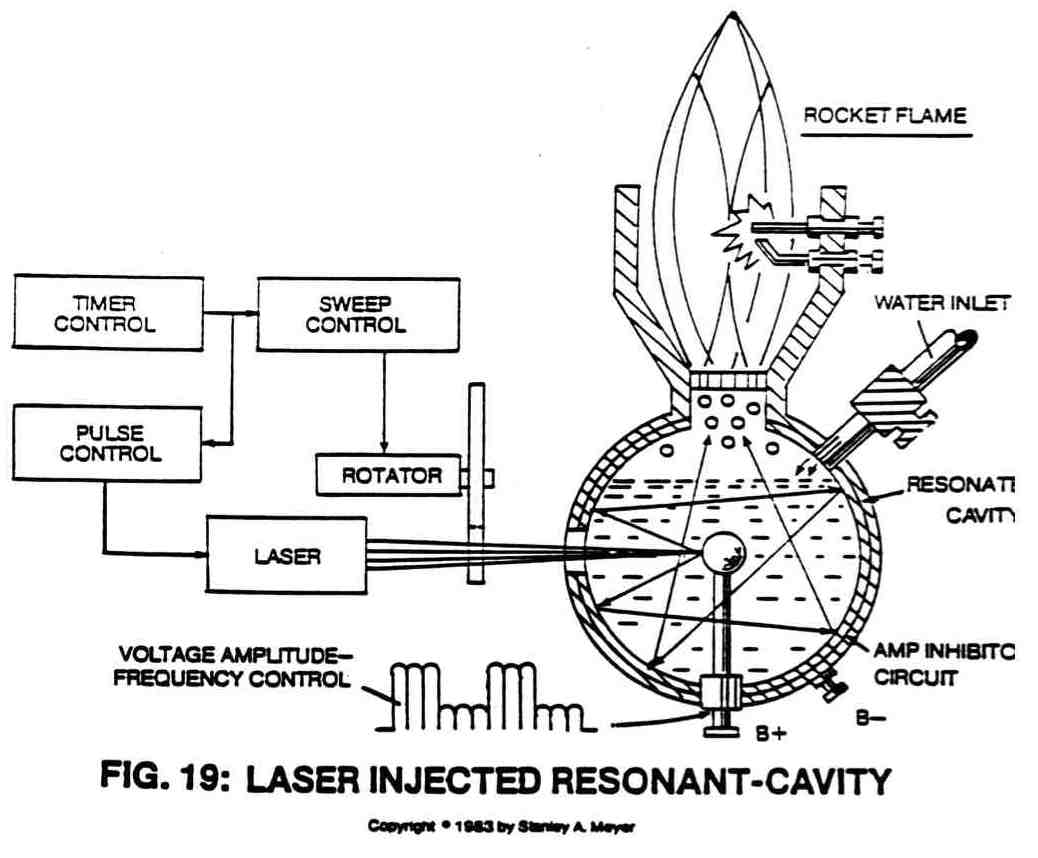 ROCKET FLAME
WATER INLET
TIMER
CONTROL
SWEEP
CONTROL
PULSE
CONTROL
ROTATOR
RESONATE
CAVITY
LASER
VOLTAGE AMPLITUDE–
FREQUENCY CONTROL
AMP INHIBITO
CIRCUIT
B+
B–
FIG. 19: LASER INJECTED RESONANT-CAVITY
Copyright © 1983 by Stanley A. Meyer